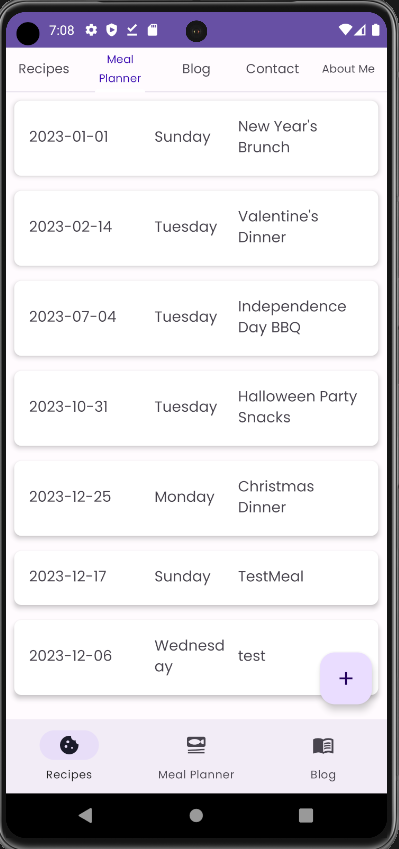 7:08
Recipes
Meal
Planner
Blog
Contact
About Me
2023-01-01
Sunday
New Year's
Brunch
2023-02-14
Tuesday
Valentine's
Dinner
2023-07-04
Tuesday
Independence
Day BBQ
2023-10-31
Tuesday
Halloween Party
Snacks
2023-12-25
Monday
Christmas
Dinner
2023-12-17
Sunday
TestMeal
2023-12-06
Wednesd
ay
test
+
Recipes
Meal Planner
Blog